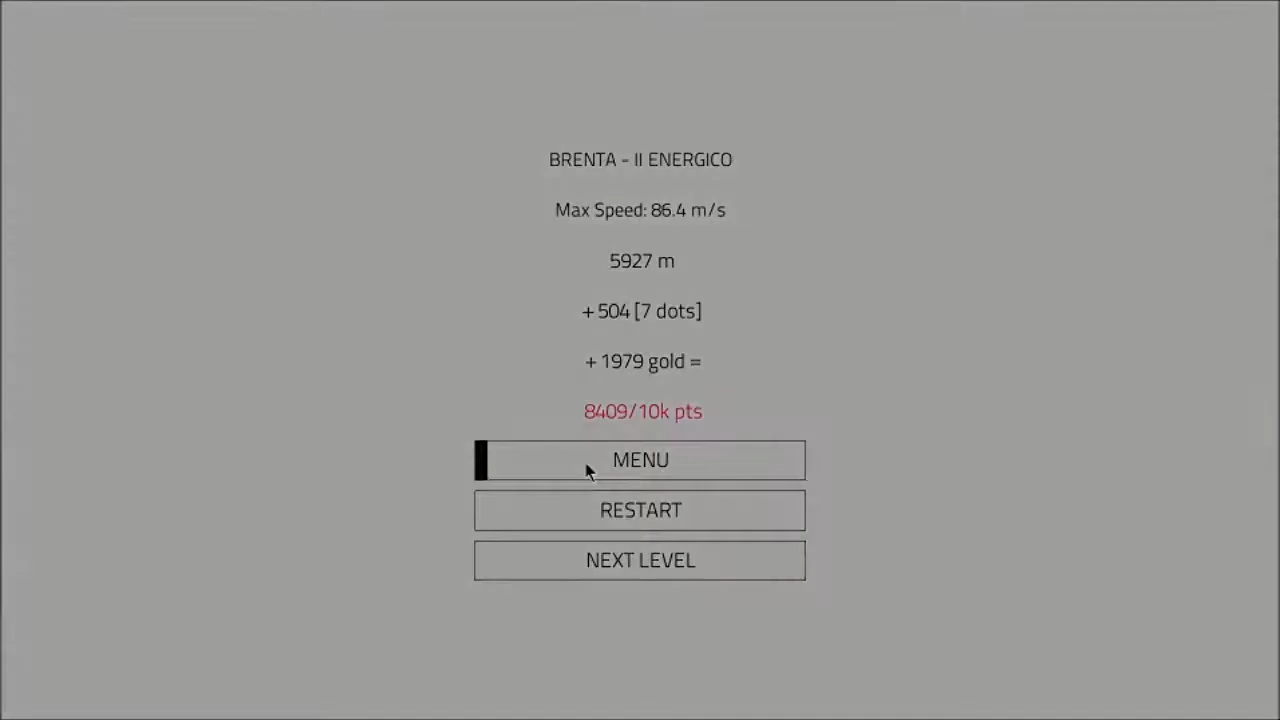 BRENTA - II ENERGICO
Max Speed: 86.4 m/s
5927 m
+ 504 [7 dots]
+ 1979 gold =
8409/10k pts
MENU
RESTART
NEXT LEVEL